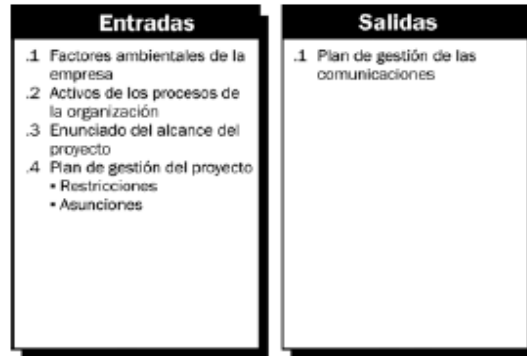 Entradas
.1 Factores ambientales de la
empresa
.2 Activos de los procesos de
la organización
.3 Enunciado del alcance del
proyecto
.4 Plan de gestión del proyecto
▪ Restricciones
▪ Asunciones
Salidas
.1 Plan de gestión de las
comunicaciones